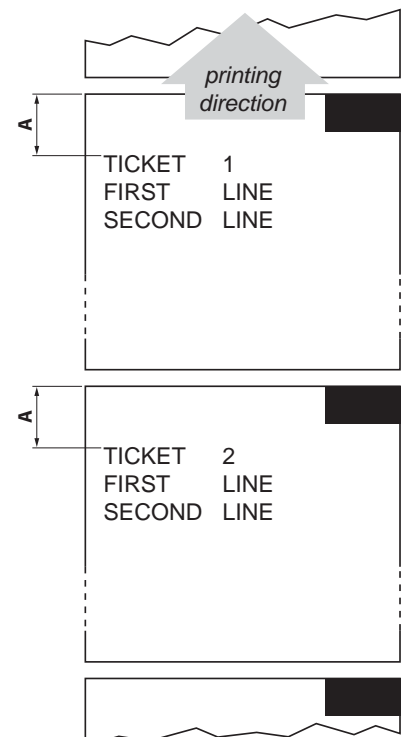 printing
direction
A
TICKET 1
FIRST LINE
SECOND LINE
A
TICKET 2
FIRST LINE
SECOND LINE